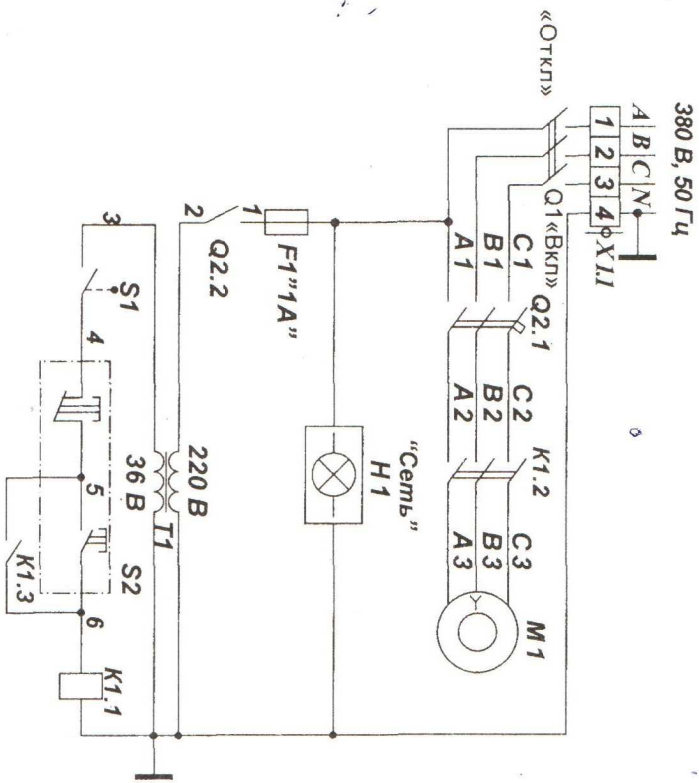 380 В, 50 Гц
A B C N
1 2 3 4 X1.1
«Откл» Q1 «Вкл»
C1 Q2.1 C2 K1.2 C3 M1
B1 B2 B3
A1 A2 A3
Y
"Сеть"
H1
1 F1"1A"
2 Q2.2
220 В
T1
36 В
3 S1 4 5 S2 6 K1.1
K1.3